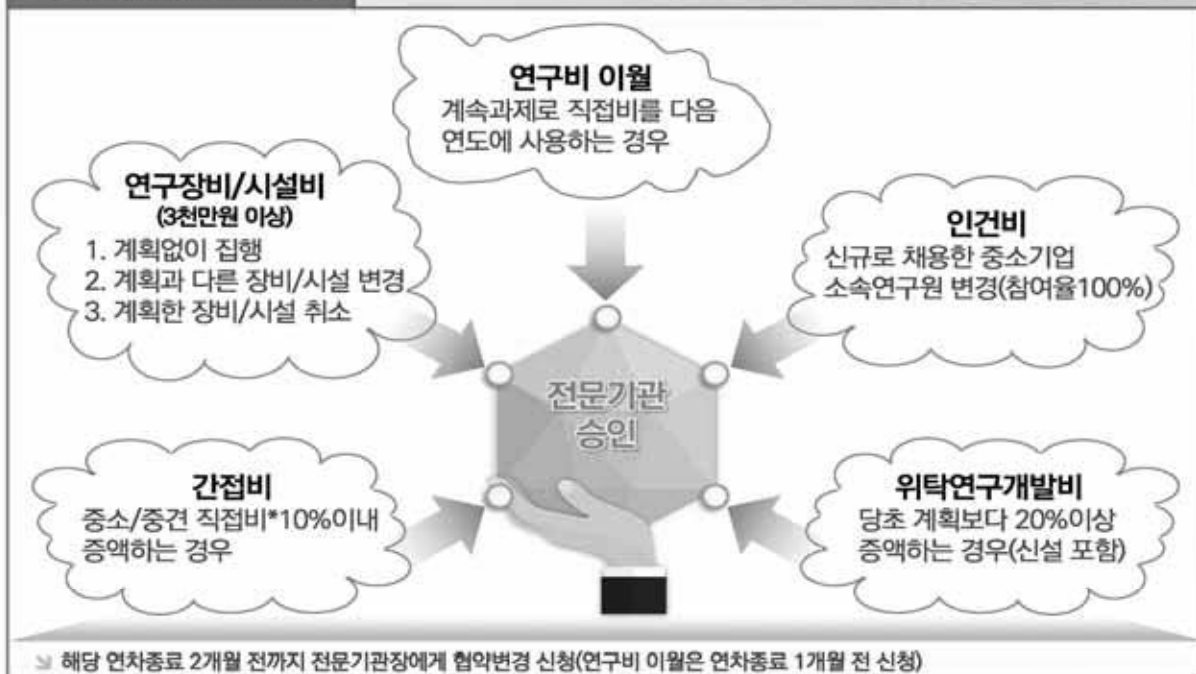 연구비 이월
계속과제로 직접비를 다음
연도에 사용하는 경우
연구장비/시설비
(3천만원 이상)
1. 계획없이 집행
2. 계획과 다른 장비/시설 변경
3. 계획한 장비/시설 취소
인건비
신규로 채용한 중소기업
소속연구원 변경(참여율100%)
전문기관
승인
간접비
중소/중견 직접비*10%이내
증액하는 경우
위탁연구개발비
당초 계획보다 20%이상
증액하는 경우(신설 포함)
해당 연차종료 2개월 전까지 전문기관장에게 협약변경 신청(연구비 이월은 연차종료 1개월 전 신청)